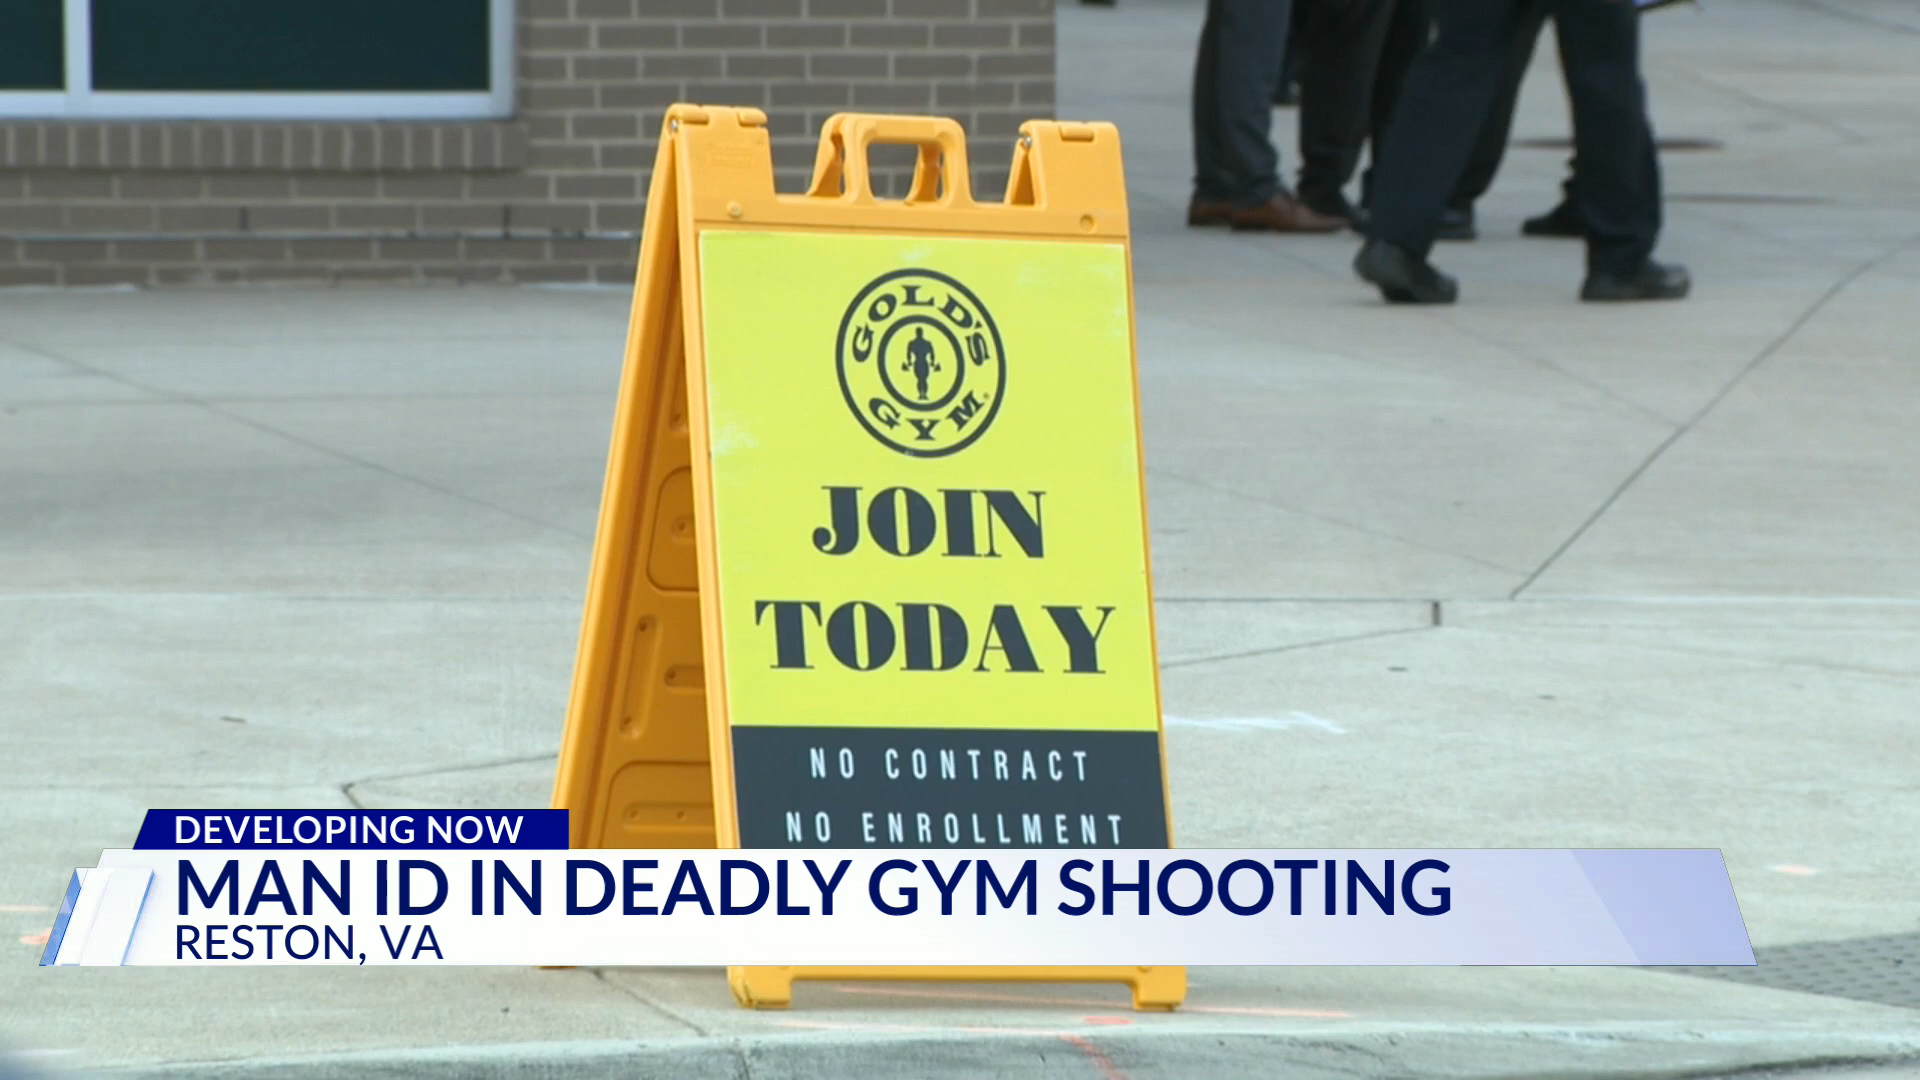 GOLD'S
GYM
JOIN
TODAY
NO CONTRACT
NO ENROLLMENT
DEVELOPING NOW
MAN ID IN DEADLY GYM SHOOTING
RESTON, VA